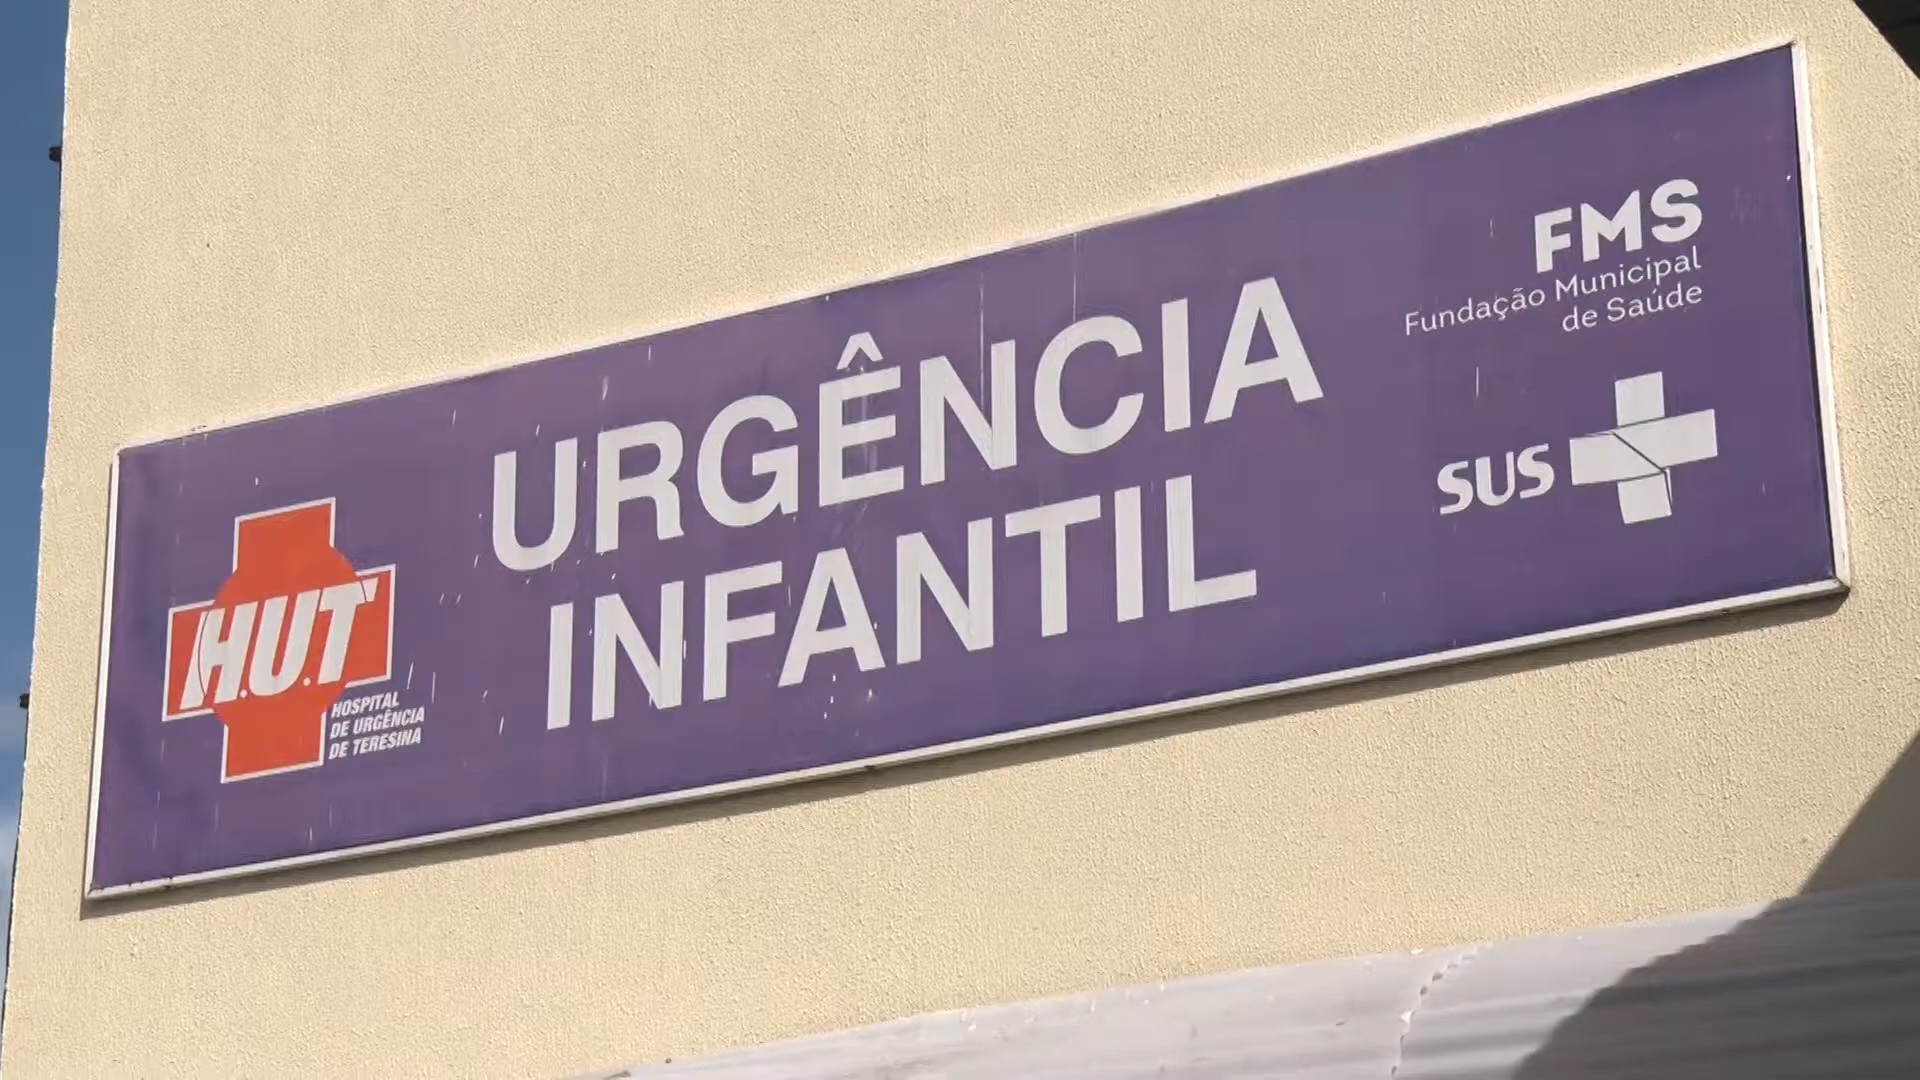 H.U.T
HOSPITAL
DE URGÊNCIA
DE TERESINA
URGÊNCIA
INFANTIL
FMS
Fundação Municipal
de Saúde
SUS